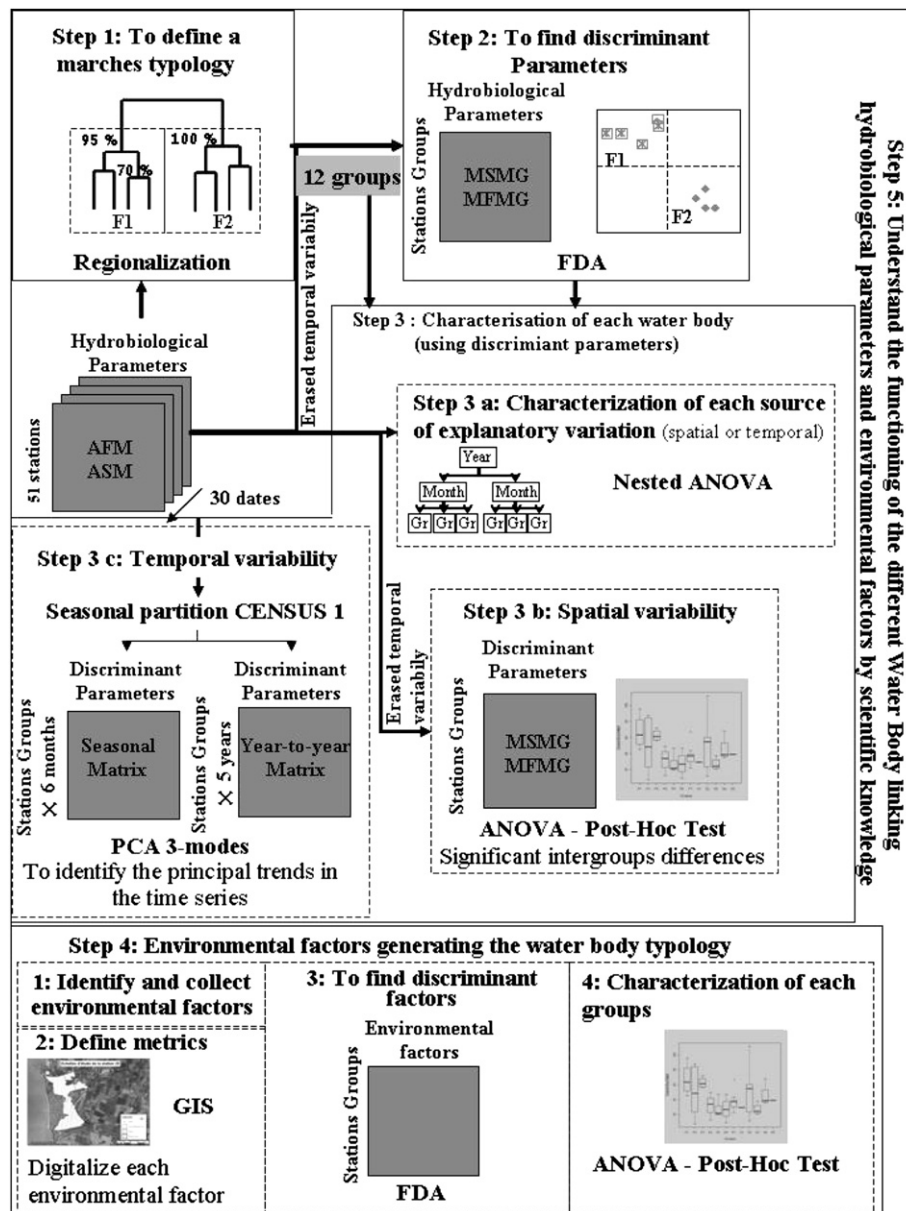 Step 1: To define a
marches typology
95 %
100 %
70 %
F1
F2
Regionalization
12 groups
Erased temporal variabily
Step 2: To find discriminant
Parameters
Hydrobiological
Parameters
Stations Groups
MSMG
MFMG
F1
F2
FDA
Hydrobiological
Parameters
51 stations
AFM
ASM
30 dates
Step 3 : Characterisation of each water body
(using discrimiant parameters)
Step 3 a: Characterization of each source
of explanatory variation (spatial or temporal)
Year
Month
Month
Gr
Gr
Gr
Gr
Gr
Gr
Nested ANOVA
Erased temporal
variabily
Step 3 b: Spatial variability
Discriminant
Parameters
Stations Groups
MSMG
MFMG
ANOVA - Post-Hoc Test
Significant intergroups differences
Step 3 c: Temporal variability
Seasonal partition CENSUS 1
Discriminant
Parameters
Stations Groups
× 6 months
Seasonal
Matrix
Discriminant
Parameters
Stations Groups
× 5 years
Year-to-year
Matrix
PCA 3-modes
To identify the principal trends in
the time series
Step 4: Environmental factors generating the water body typology
1: Identify and collect
environmental factors
2: Define metrics
GIS
Digitalize each
environmental factor
3: To find discriminant
factors
Environmental
factors
Stations Groups
FDA
4: Characterization of each
groups
ANOVA - Post-Hoc Test
Step 5: Understand the functioning of the different Water Body linking
hydrobiological parameters and environmental factors by scientific knowledge